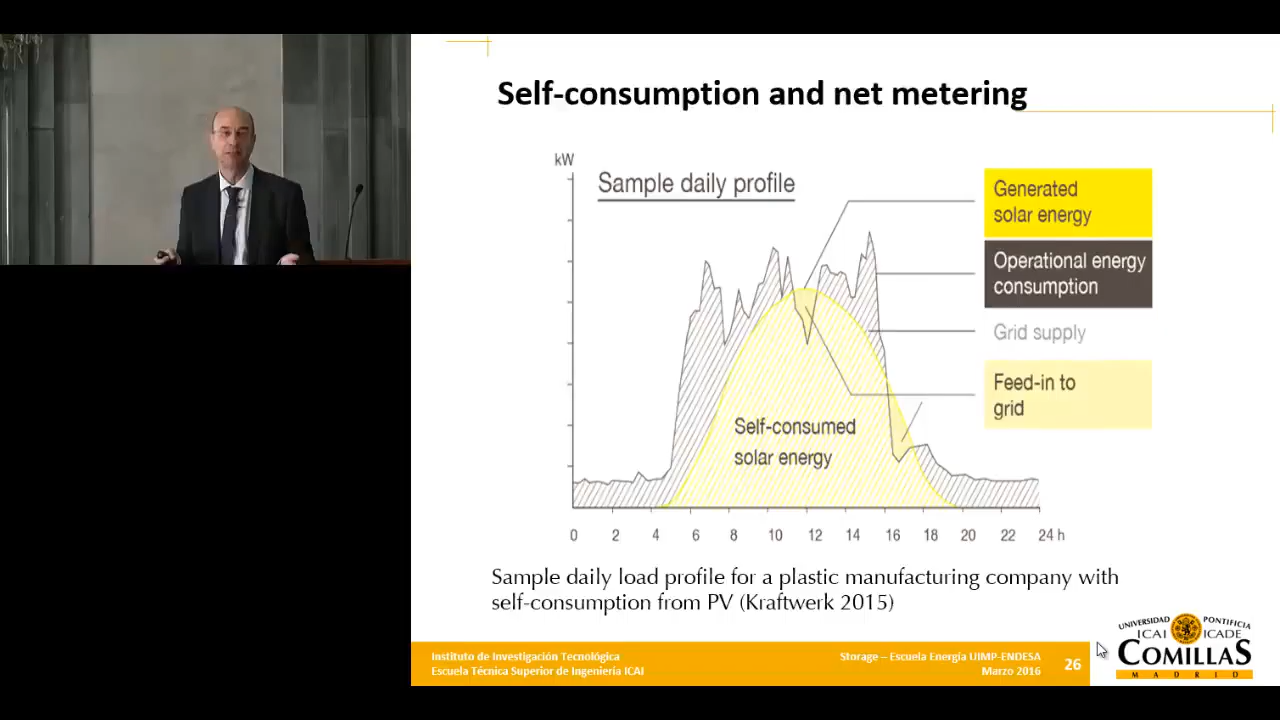 Self-consumption and net metering
kW
Sample daily profile
Generated
solar energy
Operational energy
consumption
Grid supply
Feed-in to
grid
Self-consumed
solar energy
0 2 4 6 8 10 12 14 16 18 20 22 24 h
Sample daily load profile for a plastic manufacturing company with
self-consumption from PV (Kraftwerk 2015)
Instituto de Investigación Tecnológica
Escuela Técnica Superior de Ingeniería ICAI
Storage – Escuela Energía UIMP-ENDESA
Marzo 2016
26
UNIVERSIDAD PONTIFICIA
ICAI ICADE
COMILLAS
MADRID